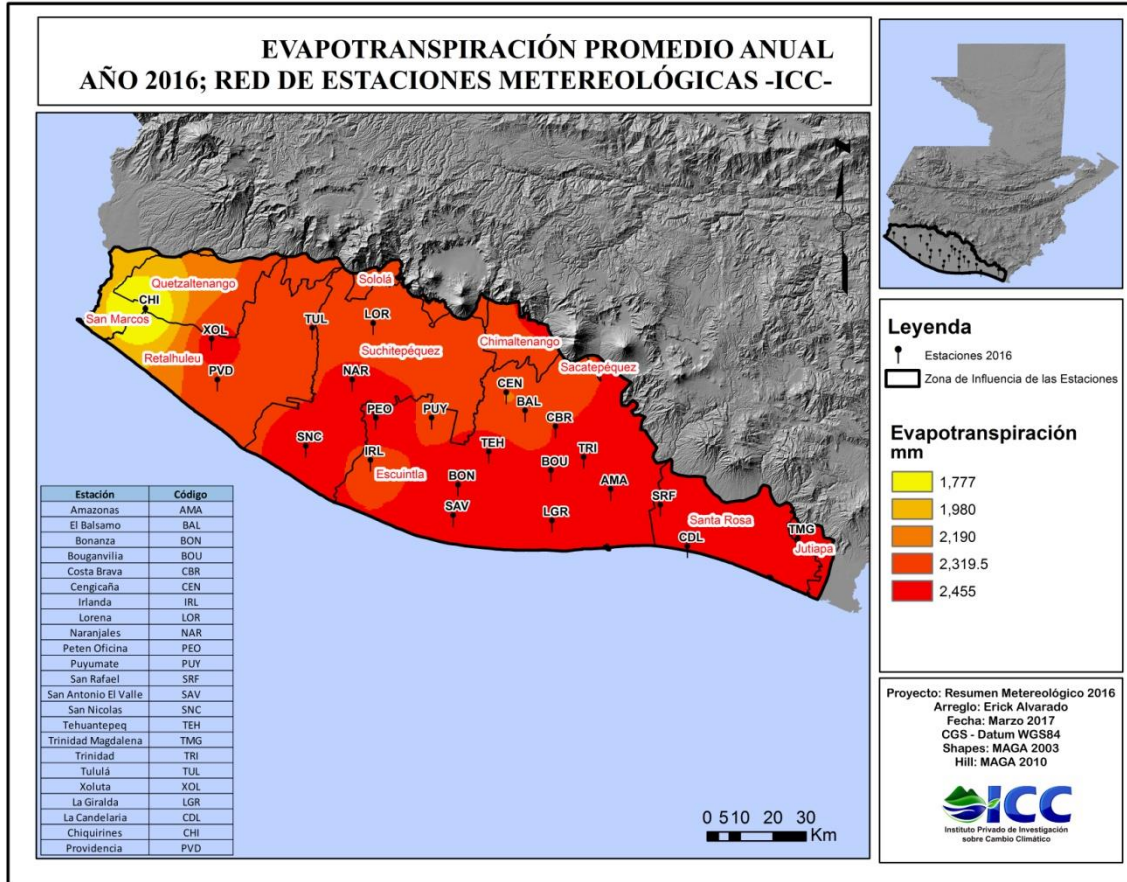 EVAPOTRANSPIRACIÓN PROMEDIO ANUAL
AÑO 2016; RED DE ESTACIONES METEREOLÓGICAS -ICC-
Quetzaltenango
CHI
San Marcos
Sololá
XOL
TUL
LOR
Retalhuleu
Suchitepéquez
Chimaltenango
Sacatepéquez
PVD
NAR
CEN
PEO
PUY
BAL
CBR
SNC
IRL
TEH
TRI
Escuintla
BON
BOU
AMA
SAV
LGR
SRF
Santa Rosa
CDL
TMG
Jutiapa
Estación Código
Amazonas AMA
El Balsamo BAL
Bonanza BON
Bouganvilia BOU
Costa Brava CBR
Cengicaña CEN
Irlanda IRL
Lorena LOR
Naranjales NAR
Peten Oficina PEO
Puyumate PUY
San Rafael SRF
San Antonio El Valle SAV
San Nicolas SNC
Tehuantepeq TEH
Trinidad Magdalena TMG
Trinidad TRI
Tululá TUL
Xoluta XOL
La Giralda LGR
La Candelaria CDL
Chiquirines CHI
Providencia PVD
0 5 10 20 30
Km
Leyenda
Estaciones 2016
Zona de Influencia de las Estaciones
Evapotranspiración
mm
1,777
1,980
2,190
2,319.5
2,455
Proyecto: Resumen Metereológico 2016
Arreglo: Erick Alvarado
Fecha: Marzo 2017
CGS - Datum WGS84
Shapes: MAGA 2003
Hill: MAGA 2010
ICC
Instituto Privado de Investigación
sobre Cambio Climático